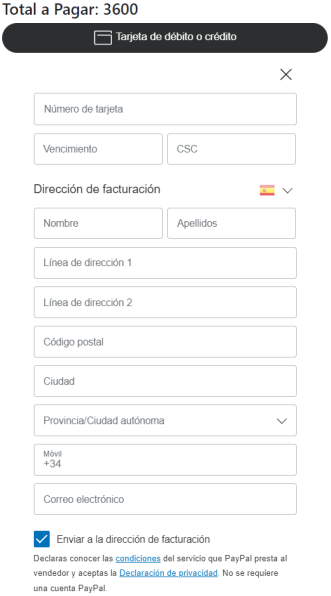 Total a Pagar: 3600
Tarjeta de débito o crédito
Número de tarjeta
Vencimiento
CSC
Dirección de facturación
Nombre
Apellidos
Línea de dirección 1
Línea de dirección 2
Código postal
Ciudad
Provincia/Ciudad autónoma
Móvil
+34
Correo electrónico
Enviar a la dirección de facturación
Declaras conocer las condiciones del servicio que PayPal presta al
vendedor y aceptas la Declaración de privacidad. No se requiere
una cuenta PayPal.